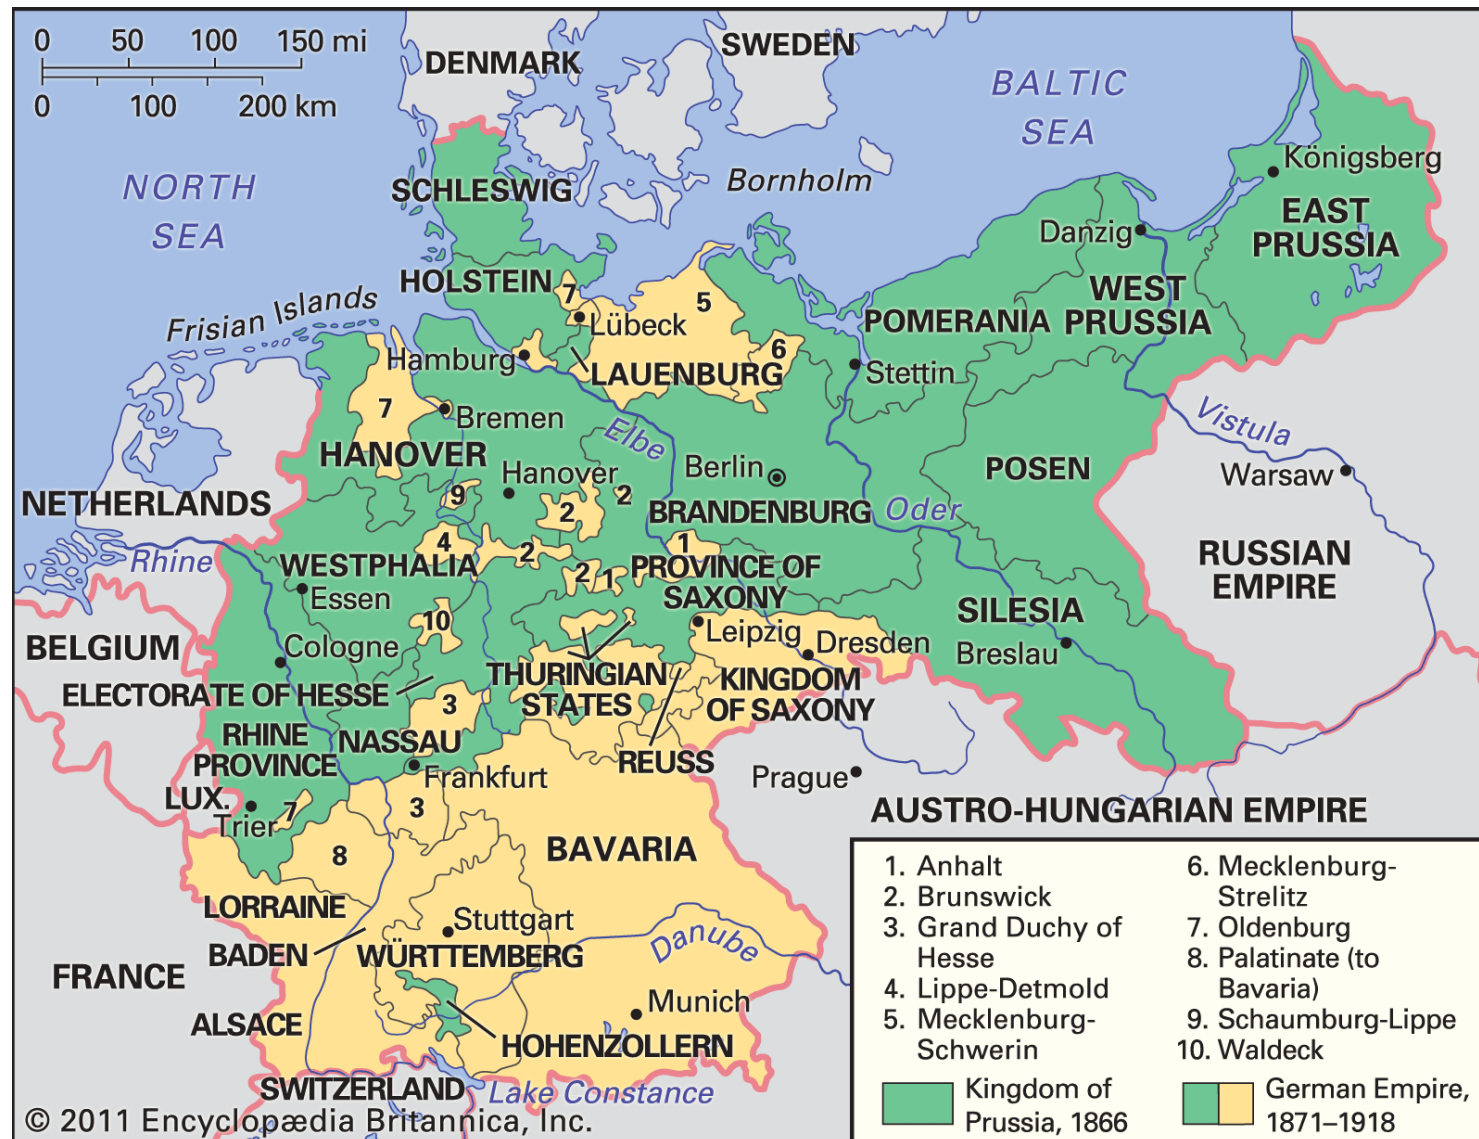 0 50 100 150 mi
0 100 200 km
DENMARK
SWEDEN
BALTIC
SEA
NORTH
SEA
Bornholm
Königsberg
SCHLESWIG
EAST
PRUSSIA
Danzig
HOLSTEIN
7
5
WEST
PRUSSIA
Frisian Islands
Lübeck
POMERANIA
6
Hamburg
LAUENBURG
Stettin
7
Bremen
Elbe
Vistula
HANOVER
Hanover
Berlin
POSEN
Warsaw
NETHERLANDS
9
2
2
BRANDENBURG
Oder
Rhine
4
2
1
RUSSIAN
EMPIRE
WESTPHALIA
2
1
PROVINCE OF
SAXONY
Essen
SILESIA
10
Leipzig
Dresden
BELGIUM
Cologne
Breslau
ELECTORATE OF HESSE
THURINGIAN
STATES
KINGDOM
OF SAXONY
3
RHINE
PROVINCE
NASSAU
REUSS
Frankfurt
Prague
LUX.
Trier
7
3
AUSTRO-HUNGARIAN EMPIRE
8
BAVARIA
LORRAINE
Stuttgart
BADEN
WÜRTTEMBERG
Danube
FRANCE
Munich
ALSACE
HOHENZOLLERN
SWITZERLAND
Lake Constance
© 2011 Encyclopædia Britannica, Inc.
1. Anhalt
2. Brunswick
3. Grand Duchy of
Hesse
4. Lippe-Detmold
5. Mecklenburg-
Schwerin
6. Mecklenburg-
Strelitz
7. Oldenburg
8. Palatinate (to
Bavaria)
9. Schaumburg-Lippe
10. Waldeck
Kingdom of
Prussia, 1866
German Empire,
1871–1918